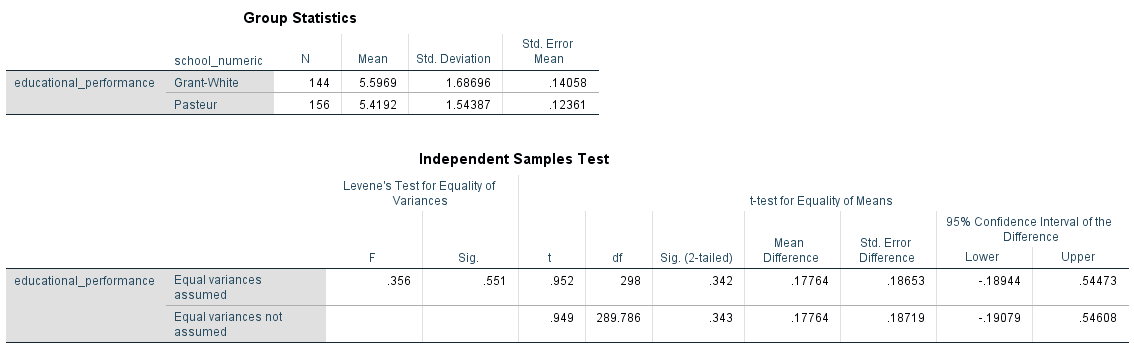 Group Statistics
school_numeric N Mean Std. Deviation Std. Error Mean
educational_performance Grant-White 144 5.5969 1.68696 .14058
Pasteur 156 5.4192 1.54387 .12361
Independent Samples Test
Levene's Test for Equality of Variances
t-test for Equality of Means
F Sig. t df Sig. (2-tailed) Mean Difference Std. Error Difference 95% Confidence Interval of the Difference
Lower Upper
educational_performance Equal variances assumed .356 .551 .952 298 .342 .17764 .18653 -.18944 .54473
Equal variances not assumed .949 289.786 .343 .17764 .18719 -.19079 .54608